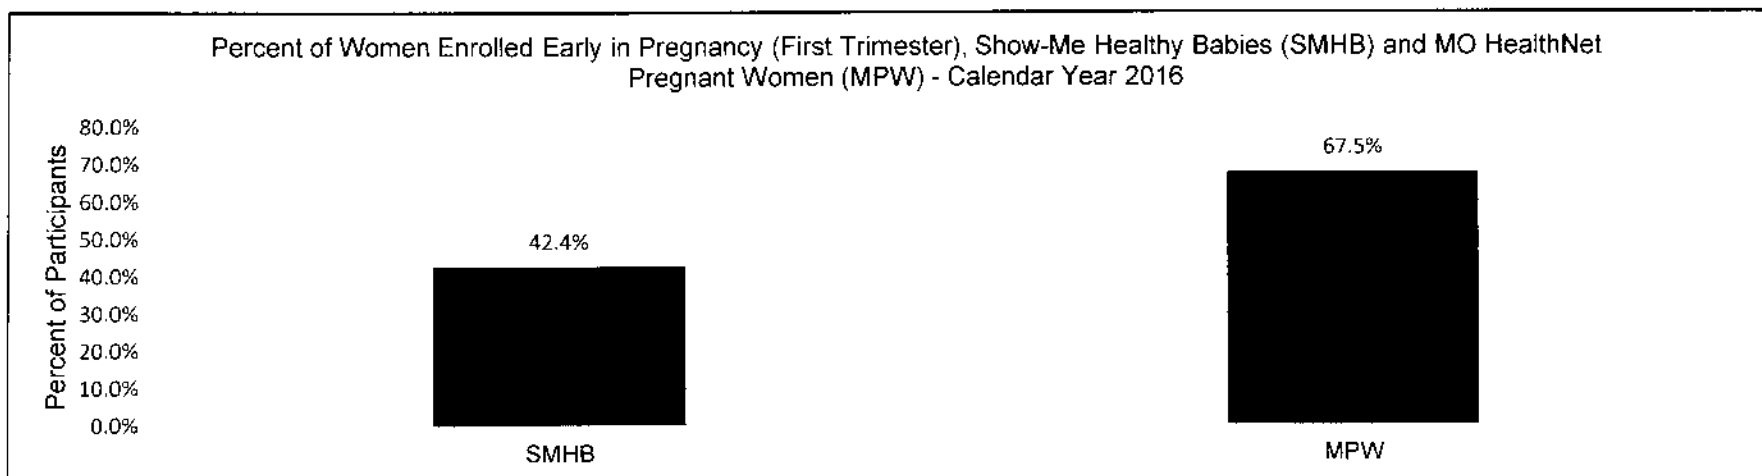 Percent of Women Enrolled Early in Pregnancy (First Trimester), Show-Me Healthy Babies (SMHB) and MO HealthNet
Pregnant Women (MPW) - Calendar Year 2016
Percent of Participants
80.0%
70.0%
60.0%
50.0%
40.0%
30.0%
20.0%
10.0%
0.0%
42.4%
67.5%
SMHB
MPW